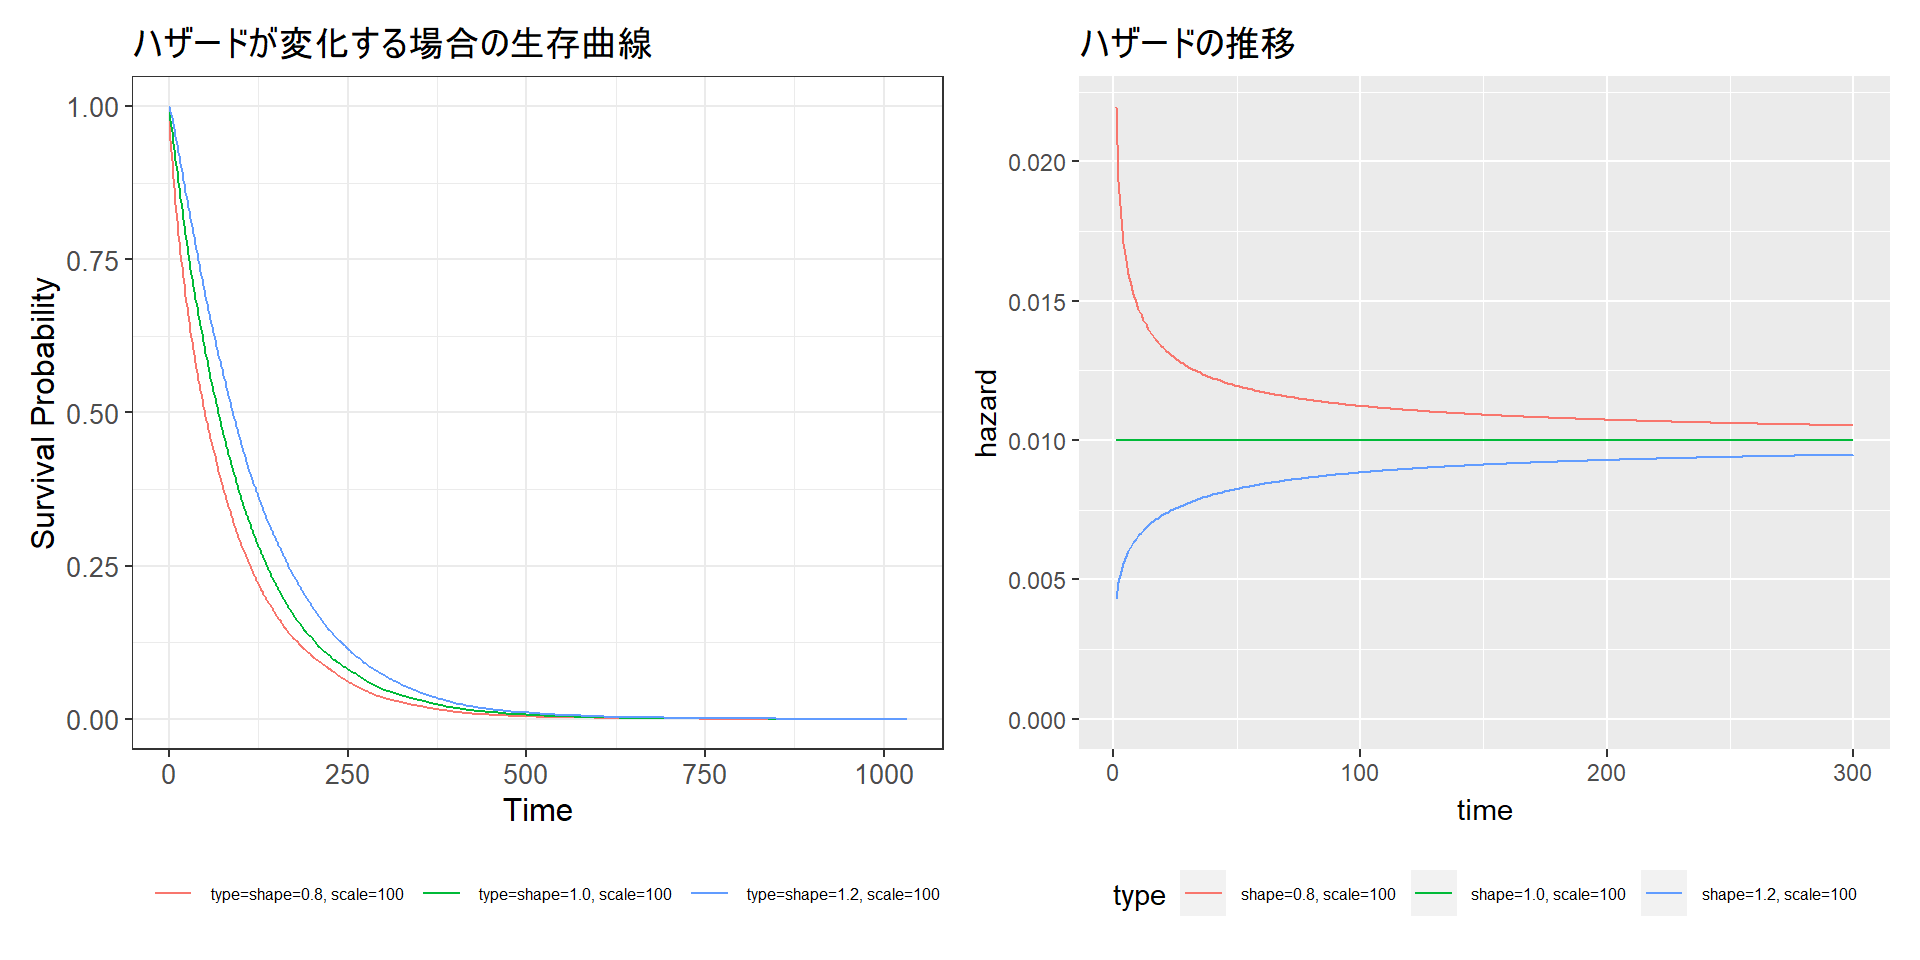 ハザードが変化する場合の生存曲線
1.00
0.75
0.50
0.25
0.00
Survival Probability
0 250 500 750 1000
Time
type=shape=0.8, scale=100 type=shape=1.0, scale=100 type=shape=1.2, scale=100
ハザードの推移
0.020
0.015
0.010
0.005
0.000
hazard
0 100 200 300
time
type shape=0.8, scale=100 shape=1.0, scale=100 shape=1.2, scale=100